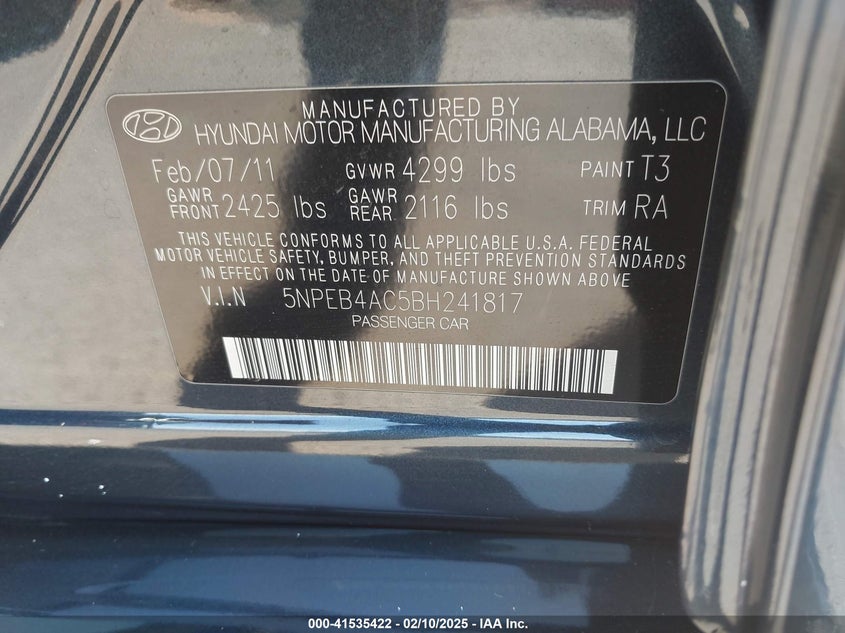 MANUFACTURED BY
HYUNDAI MOTOR MANUFACTURING ALABAMA, LLC
Feb/07/11 GVWR 4299 lbs PAINT T3
GAWR FRONT 2425 lbs GAWR REAR 2116 lbs TRIM RA
THIS VEHICLE CONFORMS TO ALL APPLICABLE U.S.A. FEDERAL
MOTOR VEHICLE SAFETY, BUMPER, AND THEFT PREVENTION STANDARDS
IN EFFECT ON THE DATE OF MANUFACTURE SHOWN ABOVE
V.I.N 5NPEB4AC5BH241817
PASSENGER CAR
000-41535422 - 02/10/2025 - IAA Inc.